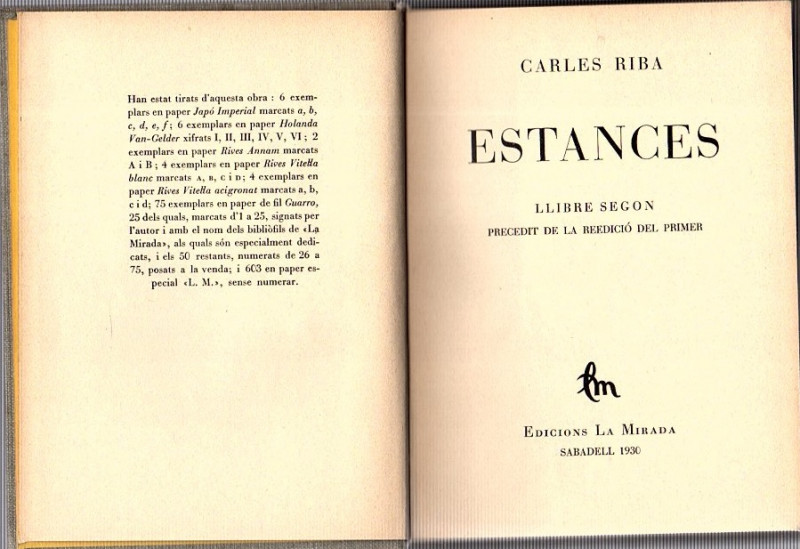 Han estat tirats d'aquesta obra : 6 exem-
plars en paper Japó Imperial marcats a, b,
c, d, e, f ; 6 exemplars en paper Holanda
Van-Gelder xifrats I, II, III, IV, V, VI ; 2
exemplars en paper Rives Annam marcats
A i B ; 4 exemplars en paper Rives Vitel·la
blanc marcats A, B, C i D ; 4 exemplars en
paper Rives Vitel·la acigronat marcats a, b,
c i d; 75 exemplars en paper de fil Guarro,
25 dels quals, marcats d'1 a 25, signats per
l'autor i amb el nom dels bibliòfils de «La
Mirada», als quals són especialment dedi-
cats, i els 50 restants, numerats de 26 a
75, posats a la venda; i 603 en paper es-
pecial «L. M.», sense numerar.
CARLES RIBA
ESTANCES
LLIBRE SEGON
PRECEDIT DE LA REEDICIÓ DEL PRIMER
lm
EDICIONS LA MIRADA
SABADELL 1930